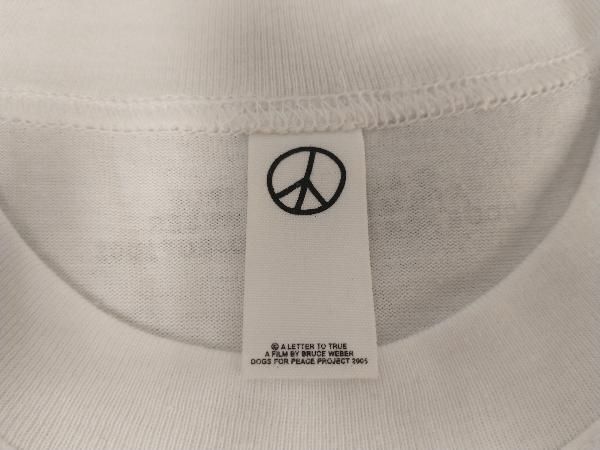 © A LETTER TO TRUE
A FILM BY BRUCE WEBER
DOGS FOR PEACE PROJECT 2005